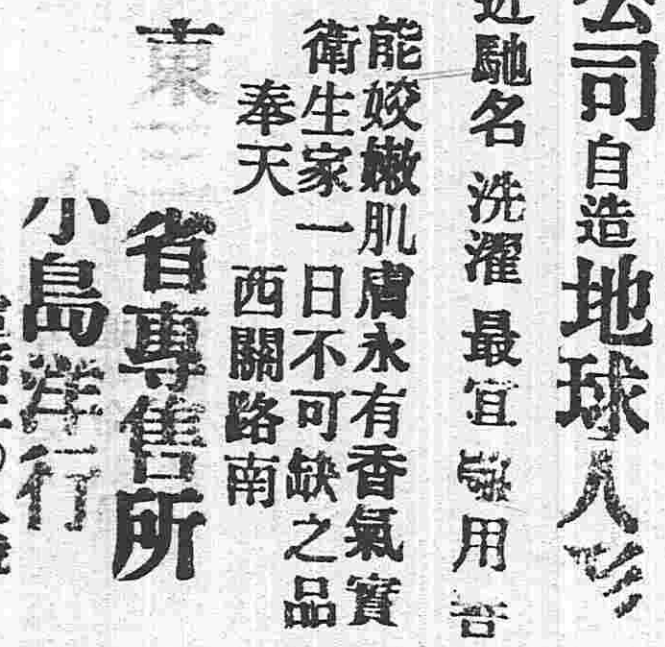 公司自造地球人
近馳名 洗濯 最宜 用
能姣嫩肌膚永有香氣實
衛生家一日不可缺之品
奉天 西關路南
東三省專售所
小島洋行